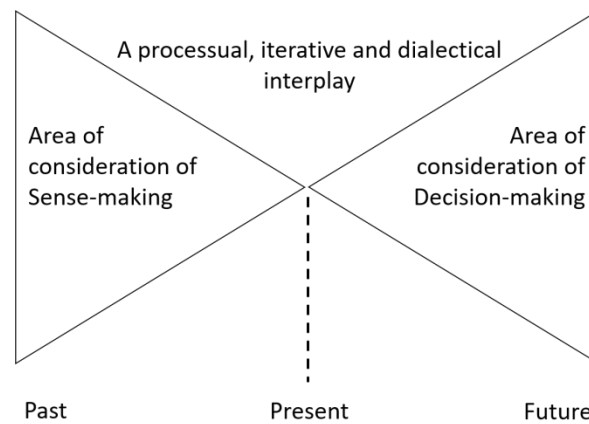 A processual, iterative and dialectical
interplay
Area of
consideration of
Sense-making
Area of
consideration of
Decision-making
Past
Present
Future